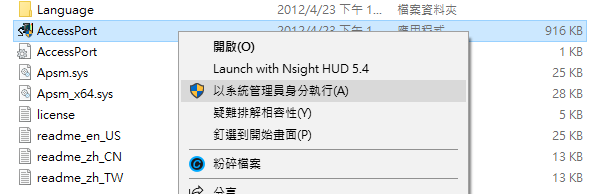 Language 2012/4/23 下午 1... 檔案資料夾
AccessPort 2012/4/23 下午 1... 應用程式 916 KB
AccessPort 1 KB
Apsm.sys 25 KB
Apsm_x64.sys 28 KB
license 5 KB
readme_en_US 25 KB
readme_zh_CN 25 KB
readme_zh_TW 25 KB
開啟(O)
Launch with Nsight HUD 5.4
以系統管理員身分執行(A)
疑難排解相容性(Y)
釘選到開始畫面(P)
粉碎檔案
分享